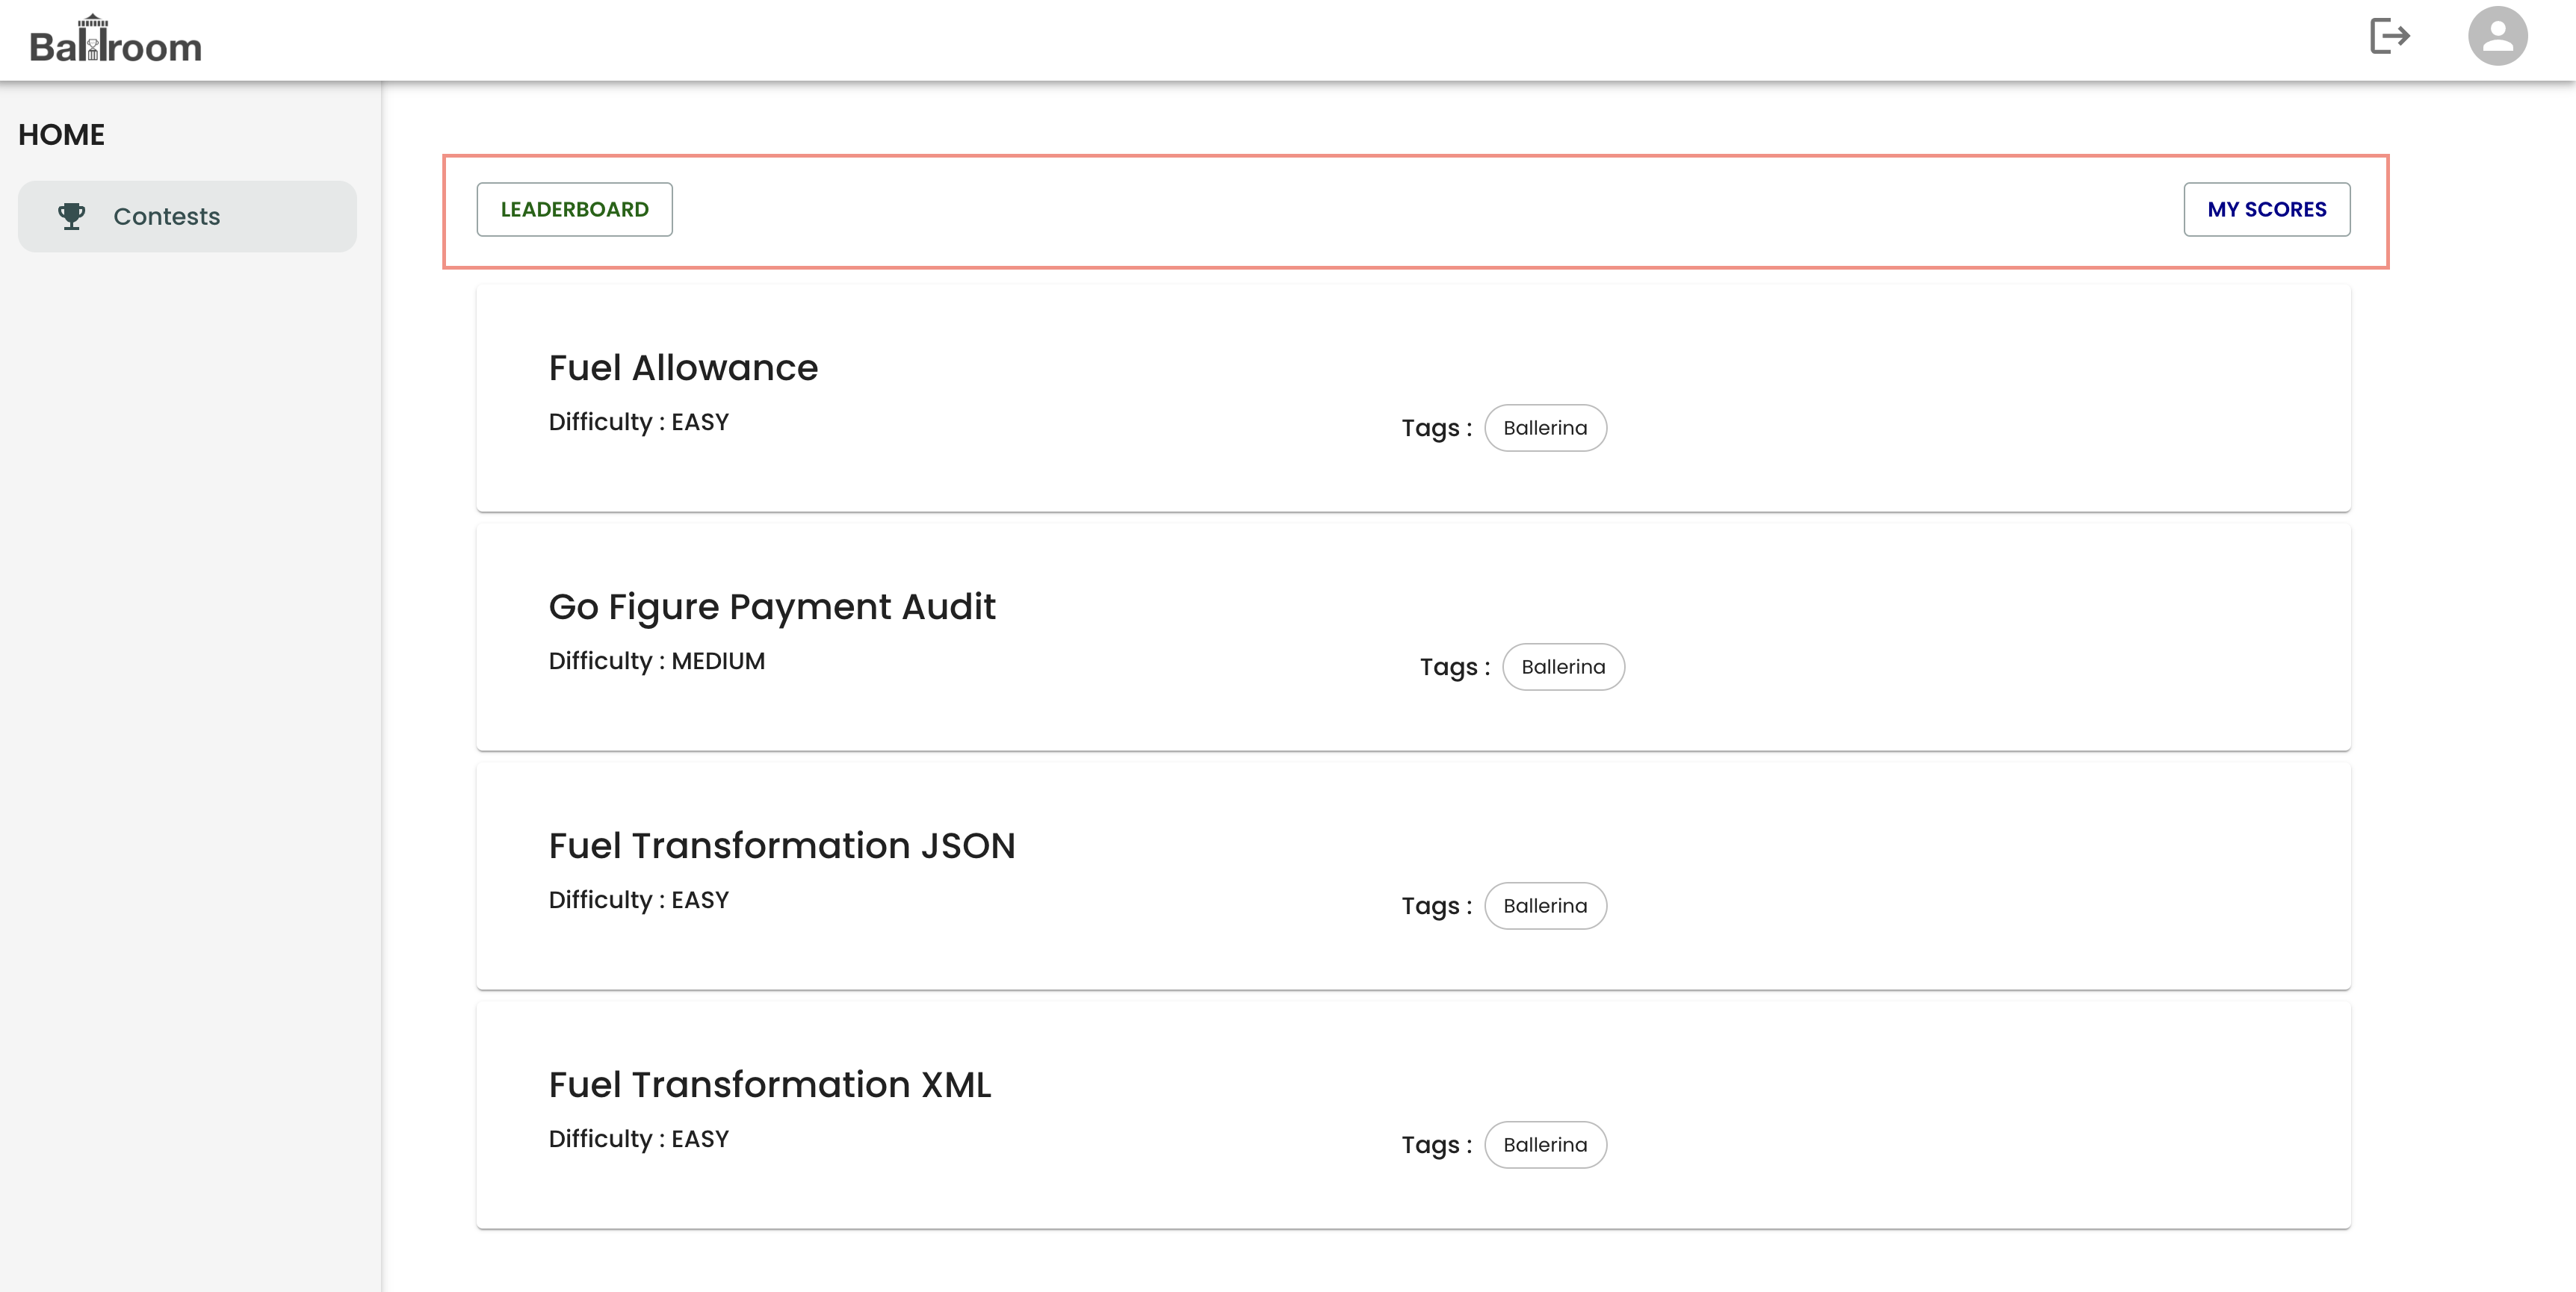 Ballroom
HOME
Contests
LEADERBOARD
MY SCORES
Fuel Allowance
Difficulty : EASY
Tags : Ballerina
Go Figure Payment Audit
Difficulty : MEDIUM
Tags : Ballerina
Fuel Transformation JSON
Difficulty : EASY
Tags : Ballerina
Fuel Transformation XML
Difficulty : EASY
Tags : Ballerina